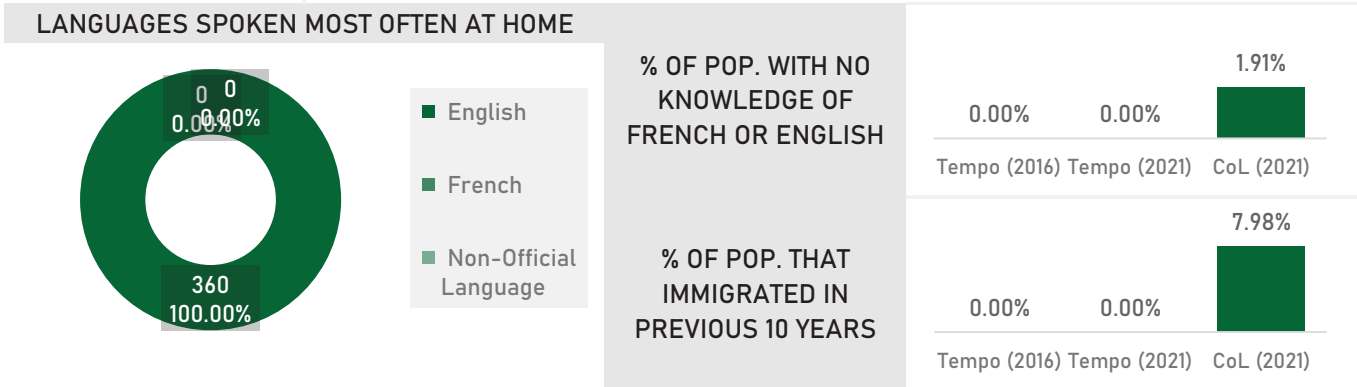 LANGUAGES SPOKEN MOST OFTEN AT HOME
0
0.00%
0
0.00%
360
100.00%
English
French
Non-Official
Language
% OF POP. WITH NO
KNOWLEDGE OF
FRENCH OR ENGLISH
0.00% 0.00% 1.91%
Tempo (2016) Tempo (2021) CoL (2021)
% OF POP. THAT
IMMIGRATED IN
PREVIOUS 10 YEARS
0.00% 0.00% 7.98%
Tempo (2016) Tempo (2021) CoL (2021)